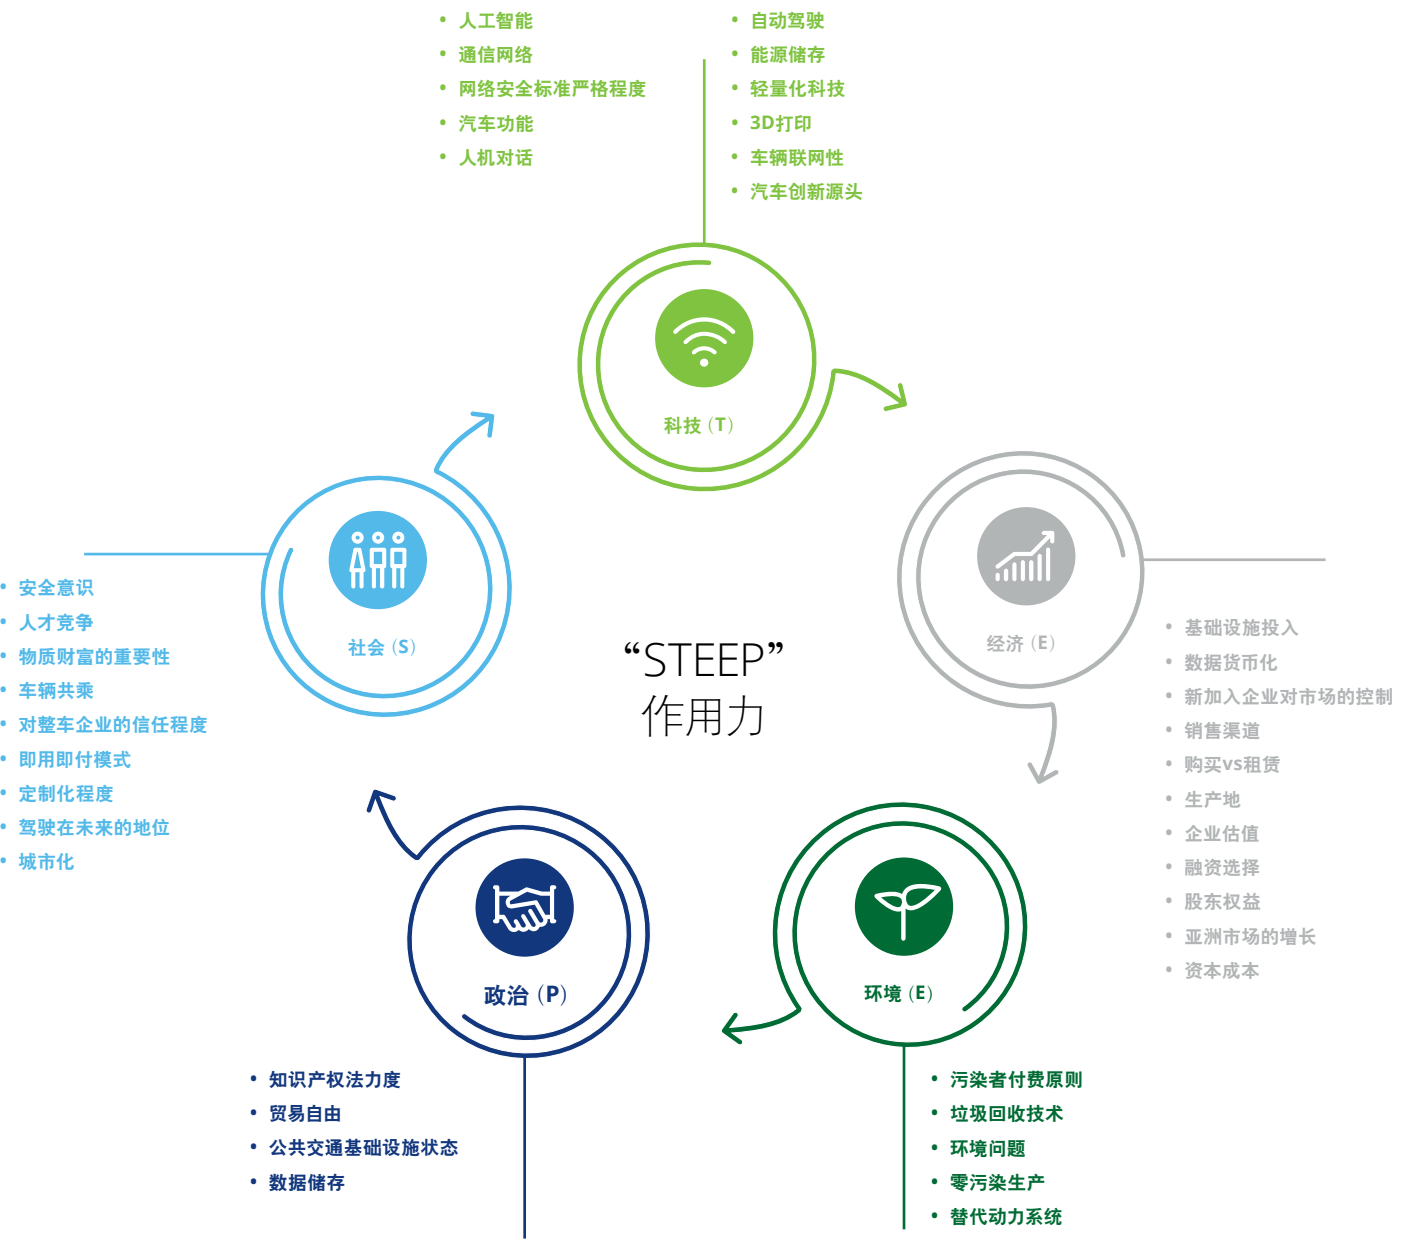 • 人工智能
• 通信网络
• 网络安全标准严格程度
• 汽车功能
• 人机对话
• 自动驾驶
• 能源储存
• 轻量化科技
• 3D打印
• 车辆联网性
• 汽车创新源头
科技（T）
社会（S）
• 安全意识
• 人才竞争
• 物质财富的重要性
• 车辆共乘
• 对整车企业的信任程度
• 即用即付模式
• 定制化程度
• 驾驶在未来的地位
• 城市化
“STEEP”
作用力
经济（E）
• 基础设施投入
• 数据货币化
• 新加入企业对市场的控制
• 销售渠道
• 购买vs租赁
• 生产地
• 企业估值
• 融资选择
• 股东权益
• 亚洲市场的增长
• 资本成本
政治（P）
• 知识产权法力度
• 贸易自由
• 公共交通基础设施状态
• 数据储存
环境（E）
• 污染者付费原则
• 垃圾回收技术
• 环境问题
• 零污染生产
• 替代动力系统